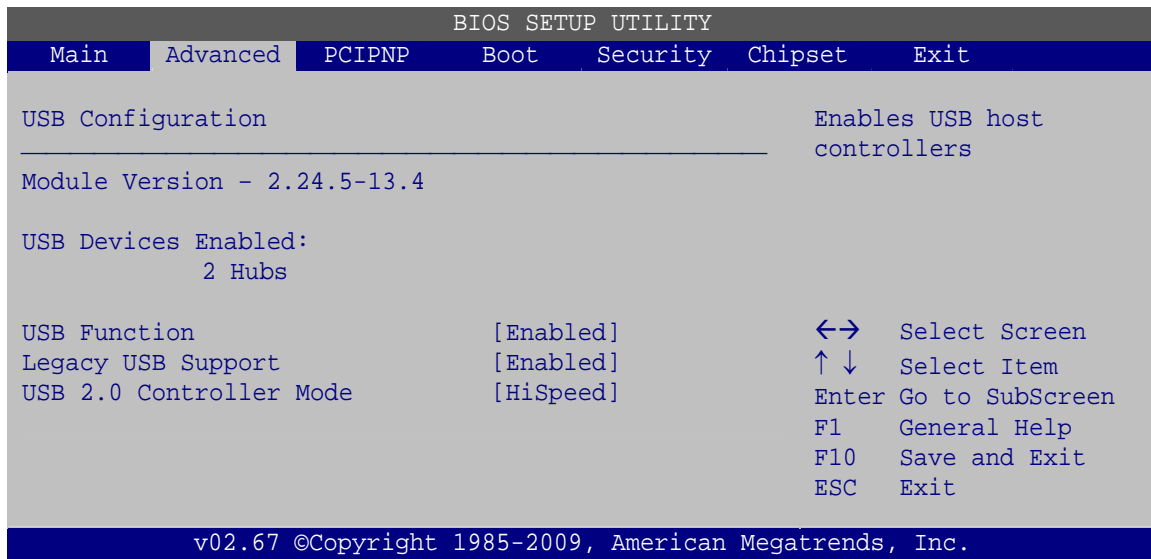 BIOS SETUP UTILITY
Main Advanced PCIPNP Boot Security Chipset Exit
USB Configuration
Module Version – 2.24.5-13.4
USB Devices Enabled:
2 Hubs
USB Function [Enabled]
Legacy USB Support [Enabled]
USB 2.0 Controller Mode [HiSpeed]
Enables USB host
controllers
←→ Select Screen
↑ ↓ Select Item
Enter Go to SubScreen
F1 General Help
F10 Save and Exit
ESC Exit
v02.67 ©Copyright 1985-2009, American Megatrends, Inc.